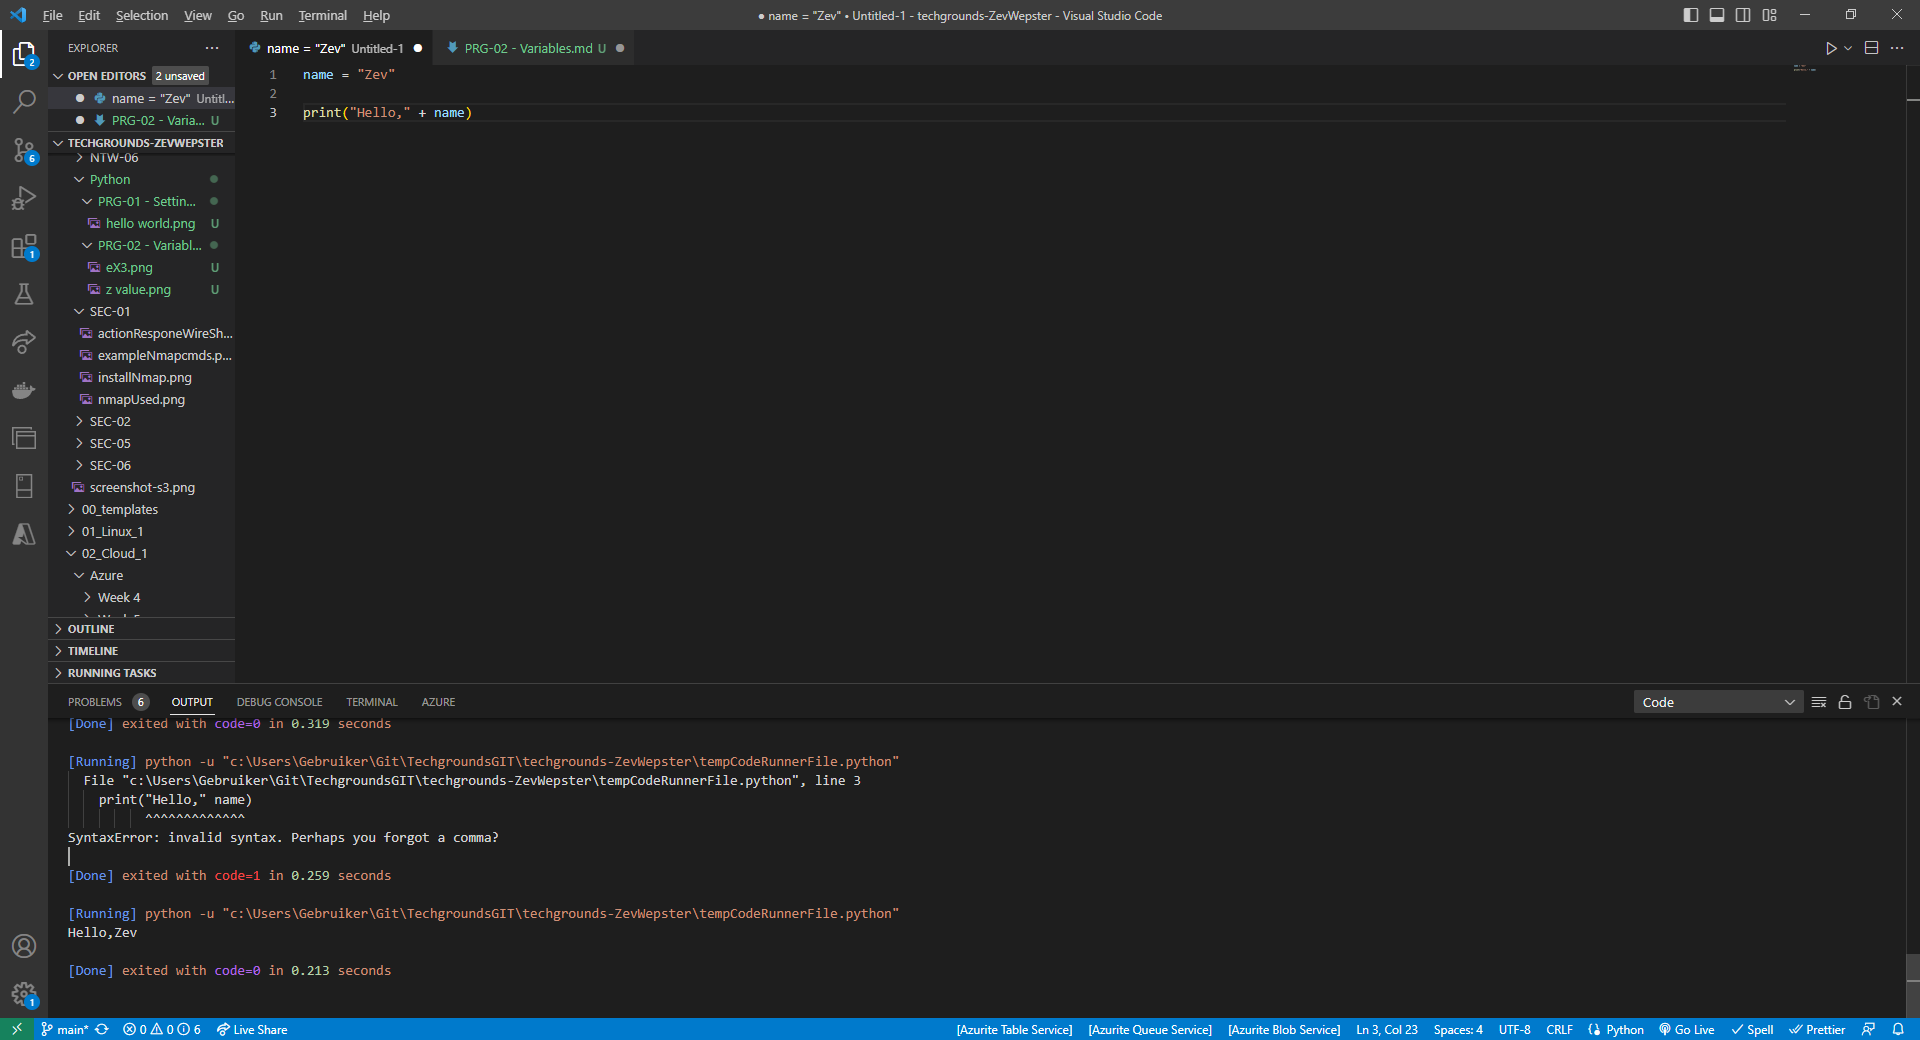 File Edit Selection View Go Run Terminal Help
● name = "Zev" • Untitled-1 - techgrounds-ZevWepster - Visual Studio Code
EXPLORER
OPEN EDITORS 2 unsaved
name = "Zev" Untitl...
PRG-02 - Varia... U
TECHGROUNDS-ZEVWEPSTER
NTW-06
Python
PRG-01 - Settin...
hello world.png U
PRG-02 - Variabl...
eX3.png U
z value.png U
SEC-01
actionResponeWireSh...
exampleNmapcmds.p...
installNmap.png
nmapUsed.png
SEC-02
SEC-05
SEC-06
screenshot-s3.png
00_templates
01_Linux_1
02_Cloud_1
Azure
Week 4
OUTLINE
TIMELINE
RUNNING TASKS
2
6
1
1
name = "Zev" Untitled-1
PRG-02 - Variables.md U
1 name = "Zev"
2
3 print("Hello," + name)
PROBLEMS 6 OUTPUT DEBUG CONSOLE TERMINAL AZURE
Code
[Done] exited with code=0 in 0.319 seconds
[Running] python -u "c:\Users\Gebruiker\Git\TechgroundsGIT\techgrounds-ZevWepster\tempCodeRunnerFile.python"
File "c:\Users\Gebruiker\Git\TechgroundsGIT\techgrounds-ZevWepster\tempCodeRunnerFile.python", line 3
print("Hello," name)
^^^^^^^^^^^^^
SyntaxError: invalid syntax. Perhaps you forgot a comma?
[Done] exited with code=1 in 0.259 seconds
[Running] python -u "c:\Users\Gebruiker\Git\TechgroundsGIT\techgrounds-ZevWepster\tempCodeRunnerFile.python"
Hello,Zev
[Done] exited with code=0 in 0.213 seconds
main* 0 0 6 Live Share
[Azurite Table Service] [Azurite Queue Service] [Azurite Blob Service] Ln 3, Col 23 Spaces: 4 UTF-8 CRLF Python Go Live Spell Prettier